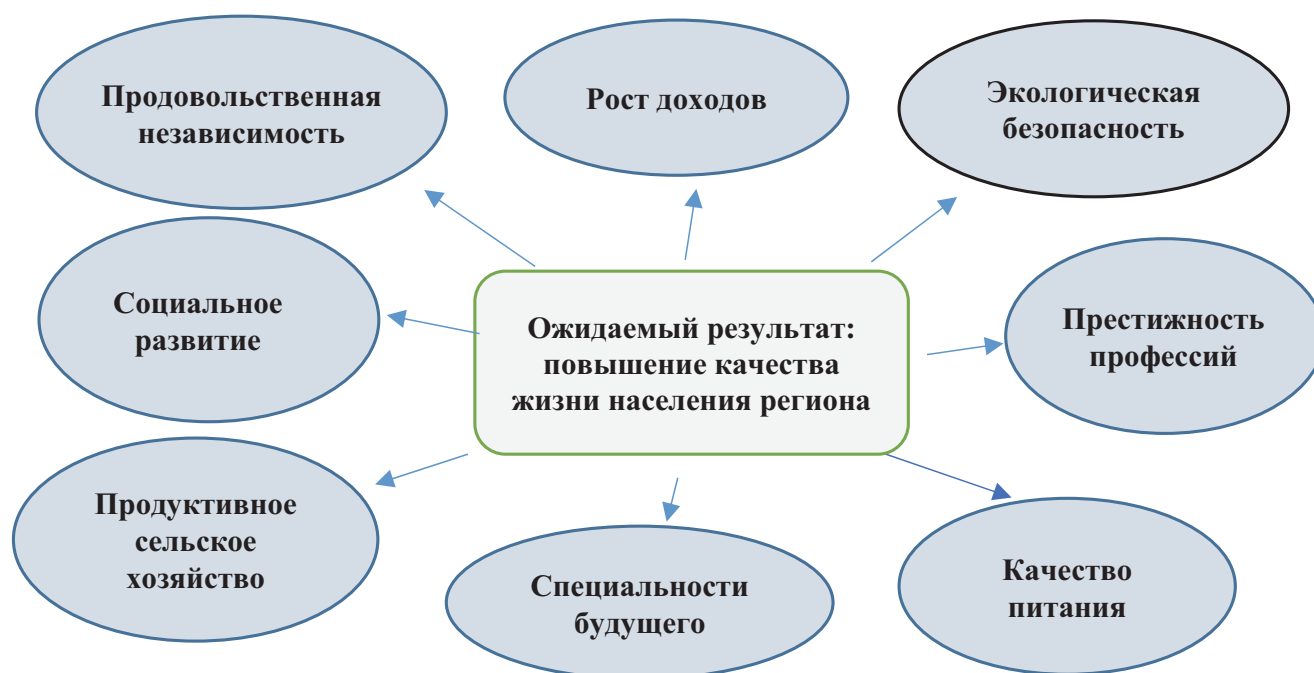 Продовольственная
независимость
Рост доходов
Экологическая
безопасность
Социальное
развитие
Ожидаемый результат:
повышение качества
жизни населения региона
Престижность
профессий
Продуктивное
сельское
хозяйство
Специальности
будущего
Качество
питания